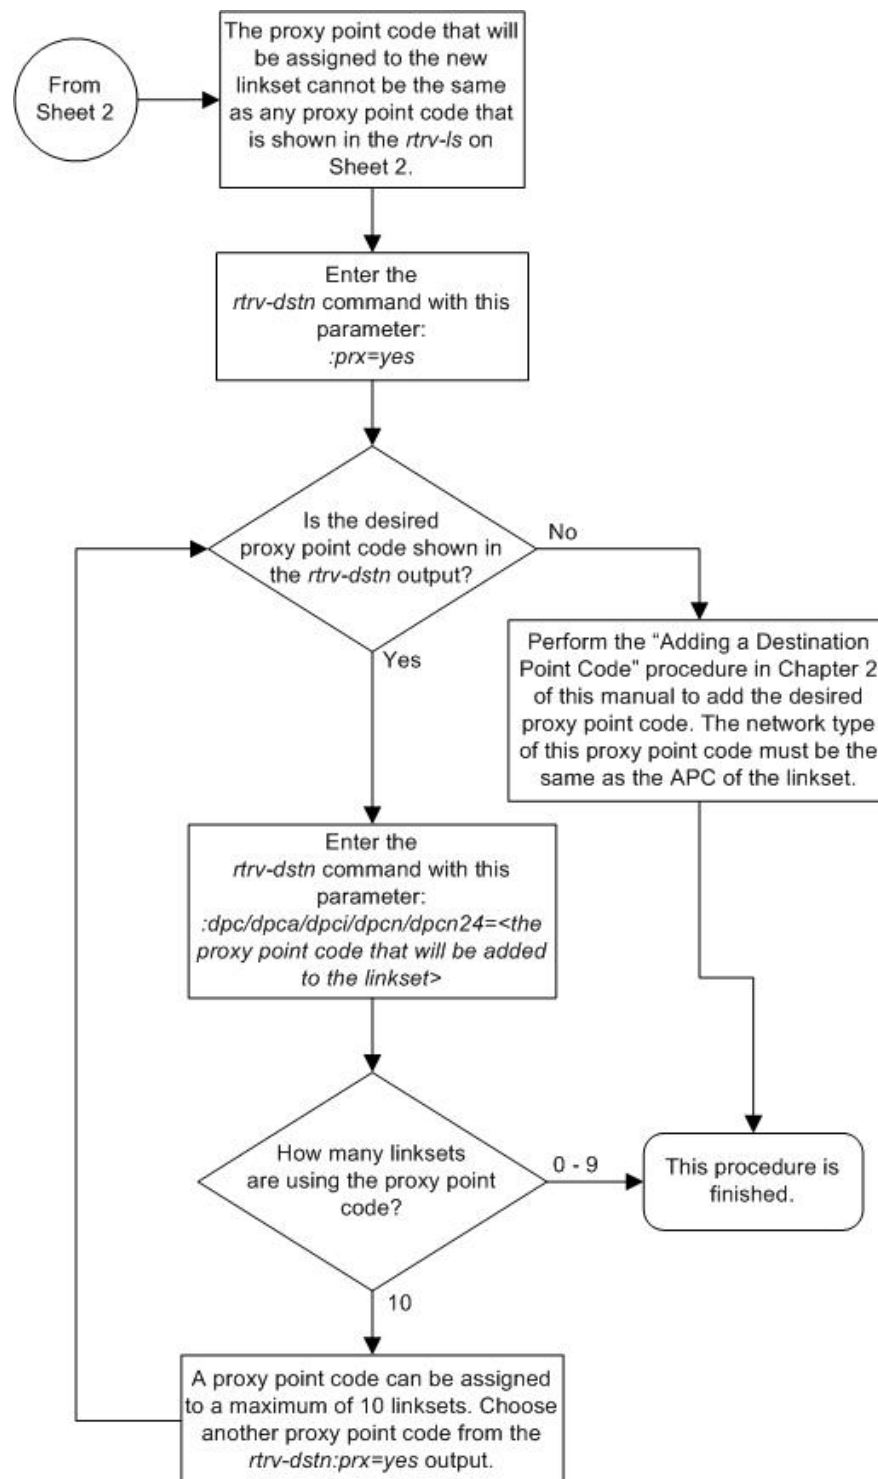 From
Sheet 2
The proxy point code that will
be assigned to the new
linkset cannot be the same
as any proxy point code that
is shown in the rtrv-ls on
Sheet 2.
Enter the
rtrv-dstn command with this
parameter:
:prx=yes
Is the desired
proxy point code shown in
the rtrv-dstn output?
No
Yes
Perform the “Adding a Destination
Point Code" procedure in Chapter 2
of this manual to add the desired
proxy point code. The network type
of this proxy point code must be the
same as the APC of the linkset.
Enter the
rtrv-dstn command with this
parameter:
:dpc/dpca/dpci/dpcn/dpcn24=<the
proxy point code that will be added
to the linkset>
How many linksets
are using the proxy point
code?
0 - 9
This procedure is
finished.
10
A proxy point code can be assigned
to a maximum of 10 linksets. Choose
another proxy point code from the
rtrv-dstn:prx=yes output.